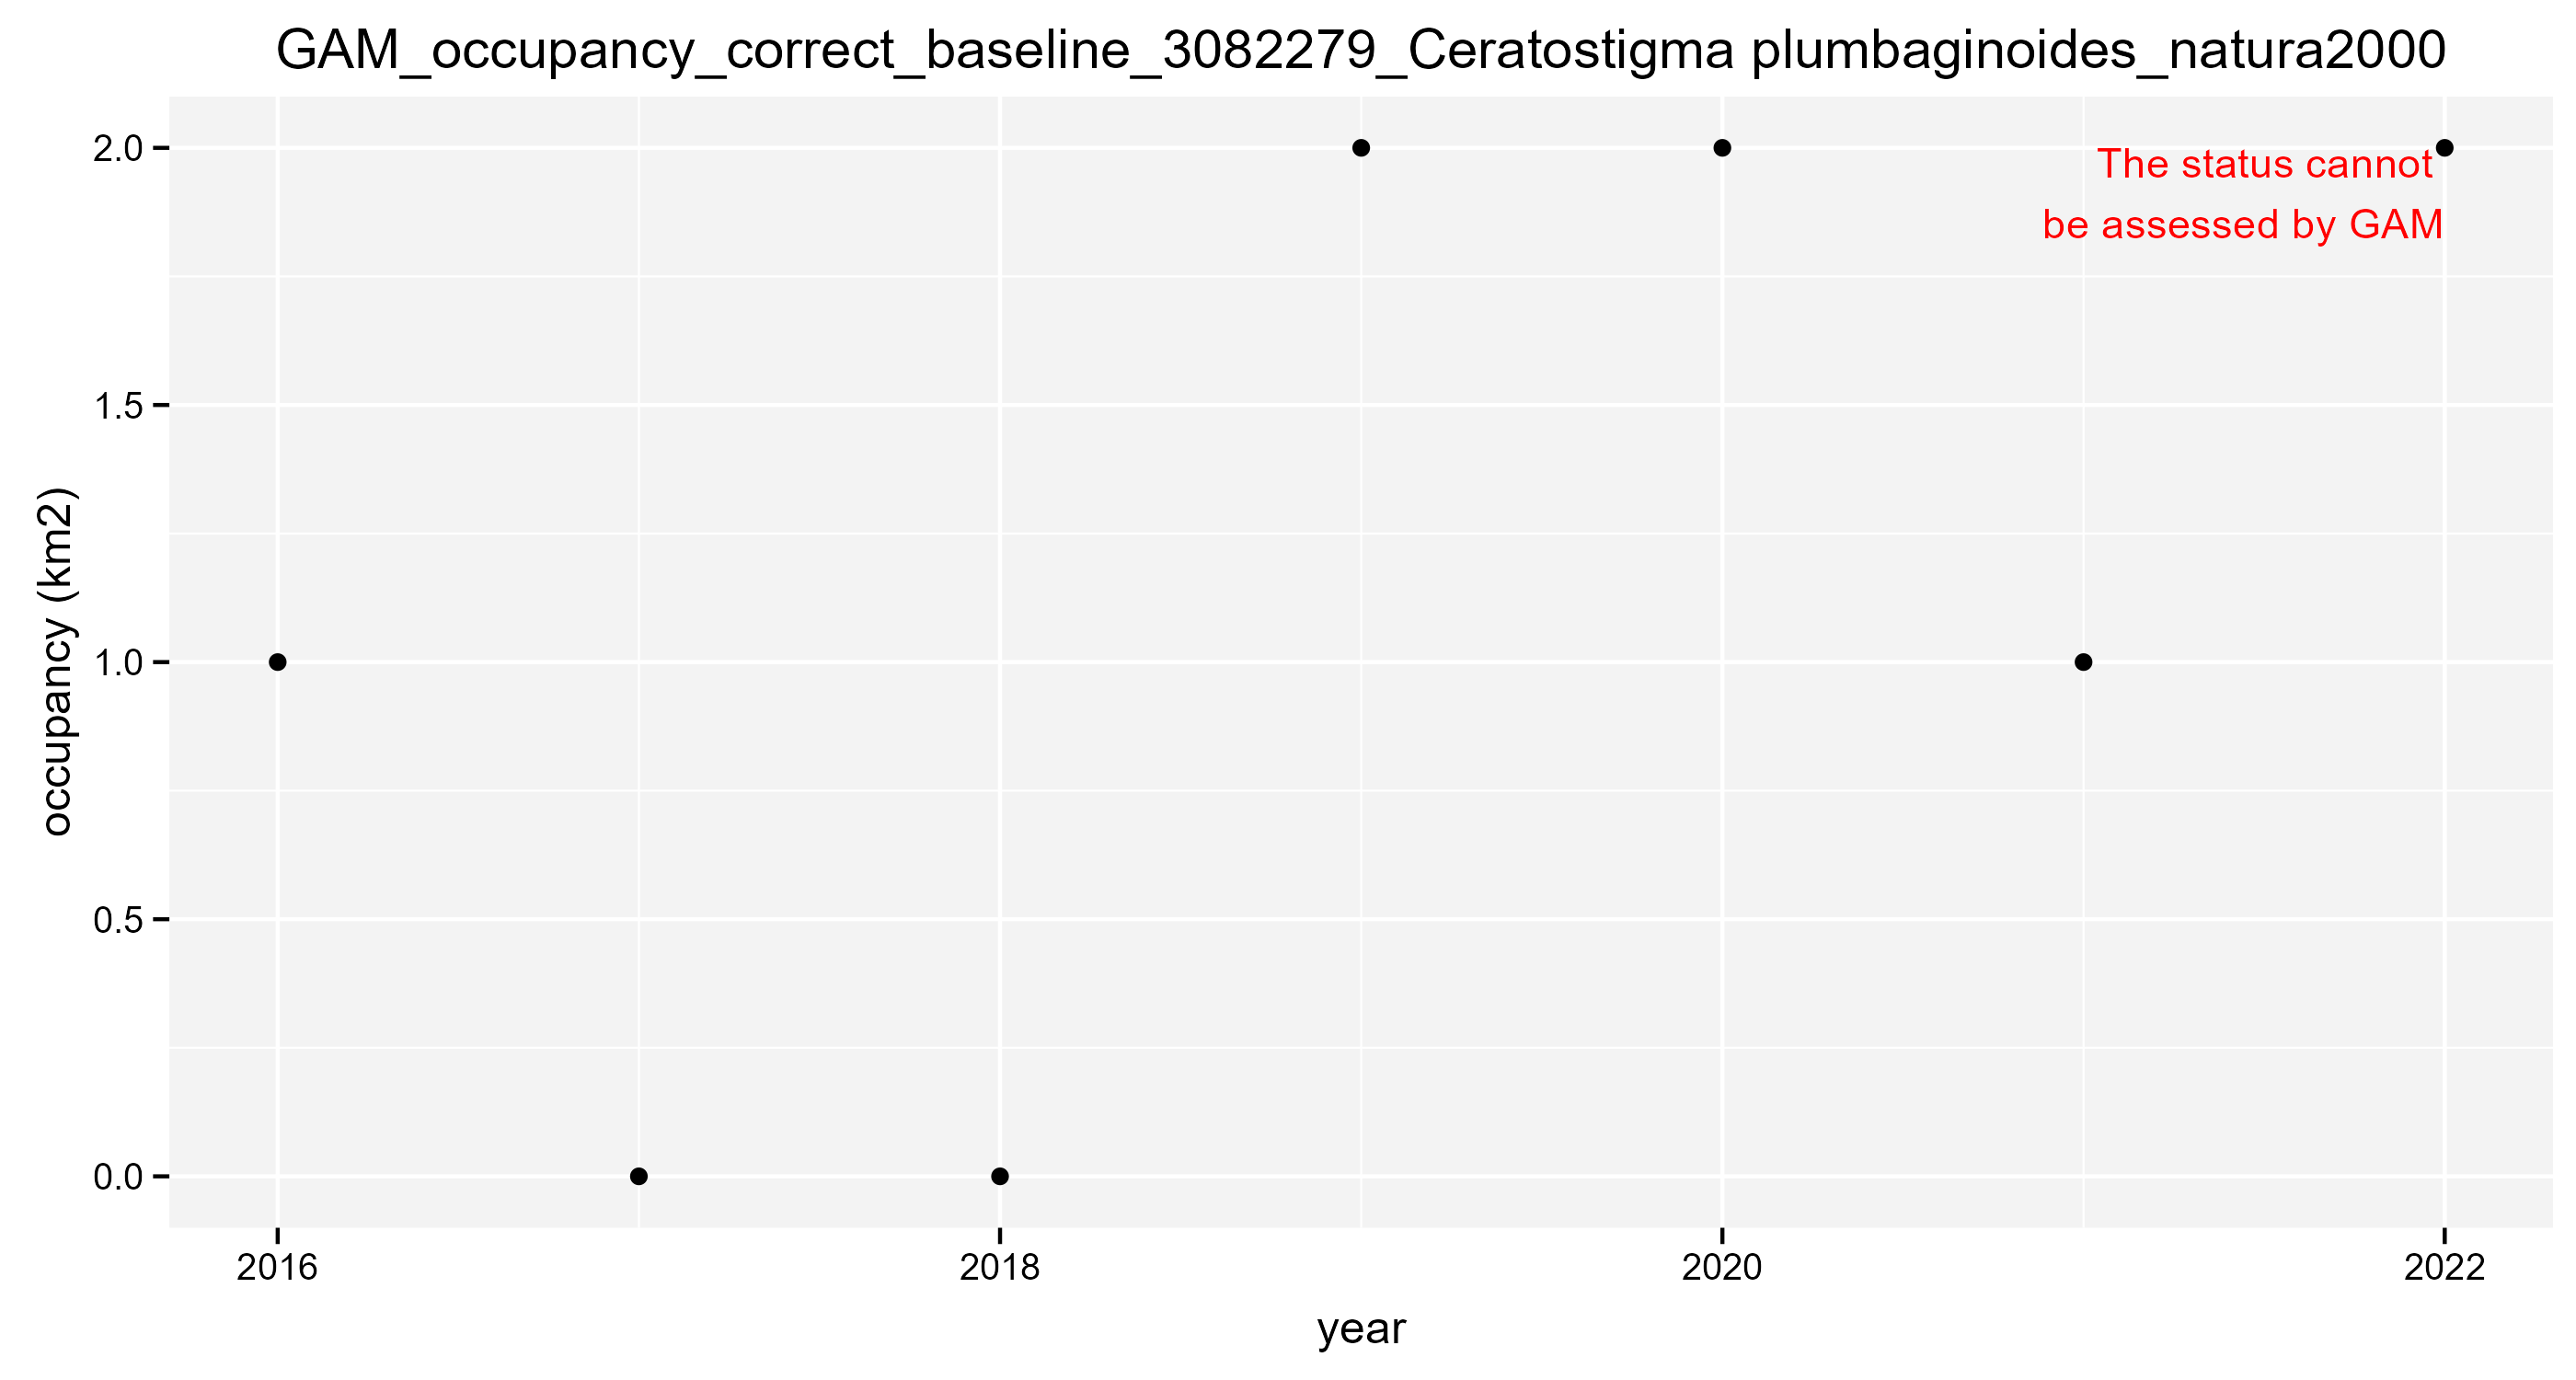 GAM_occupancy_correct_baseline_3082279_Ceratostigma plumbaginoides_natura2000
2.0
The status cannot
be assessed by GAM
1.5
occupancy (km2)
1.0
0.5
0.0
2016
2018
2020
2022
year